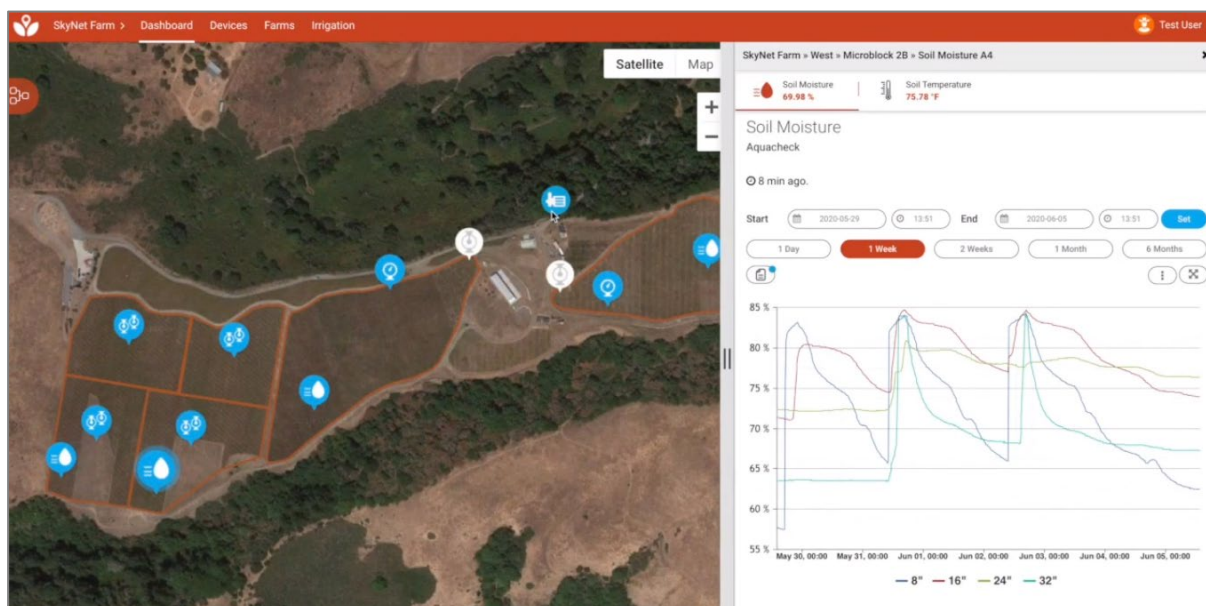 SkyNet Farm > Dashboard Devices Farms Irrigation Test User
Satellite Map
SkyNet Farm » West » Microblock 2B » Soil Moisture A4
Soil Moisture
69.98 %
Soil Temperature
75.78 °F
Soil Moisture
Aquacheck
8 min ago.
Start 2020-05-29 13:51 End 2020-06-05 13:51 Set
1 Day 1 Week 2 Weeks 1 Month 6 Months
85 %
80 %
75 %
70 %
65 %
60 %
55 %
May 30, 00:00 May 31, 00:00 Jun 01, 00:00 Jun 02, 00:00 Jun 03, 00:00 Jun 04, 00:00 Jun 05, 00:00
8" 16" 24" 32"